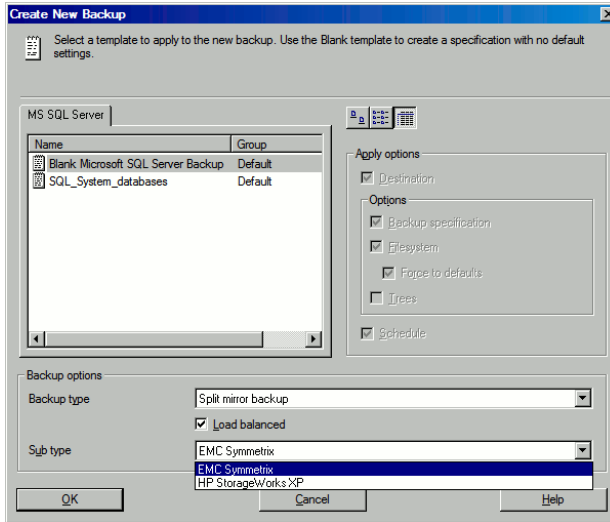 Create New Backup
Select a template to apply to the new backup. Use the Blank template to create a specification with no default
settings.
MS SQL Server
Name Group
Blank Microsoft SQL Server Backup Default
SQL_System_databases Default
Apply options
Destination
Options
Backup specification
Filesystem
Force to defaults
Trees
Schedule
Backup options
Backup type Split mirror backup
Load balanced
Sub type EMC Symmetrix
EMC Symmetrix
HP StorageWorks XP
OK Cancel Help